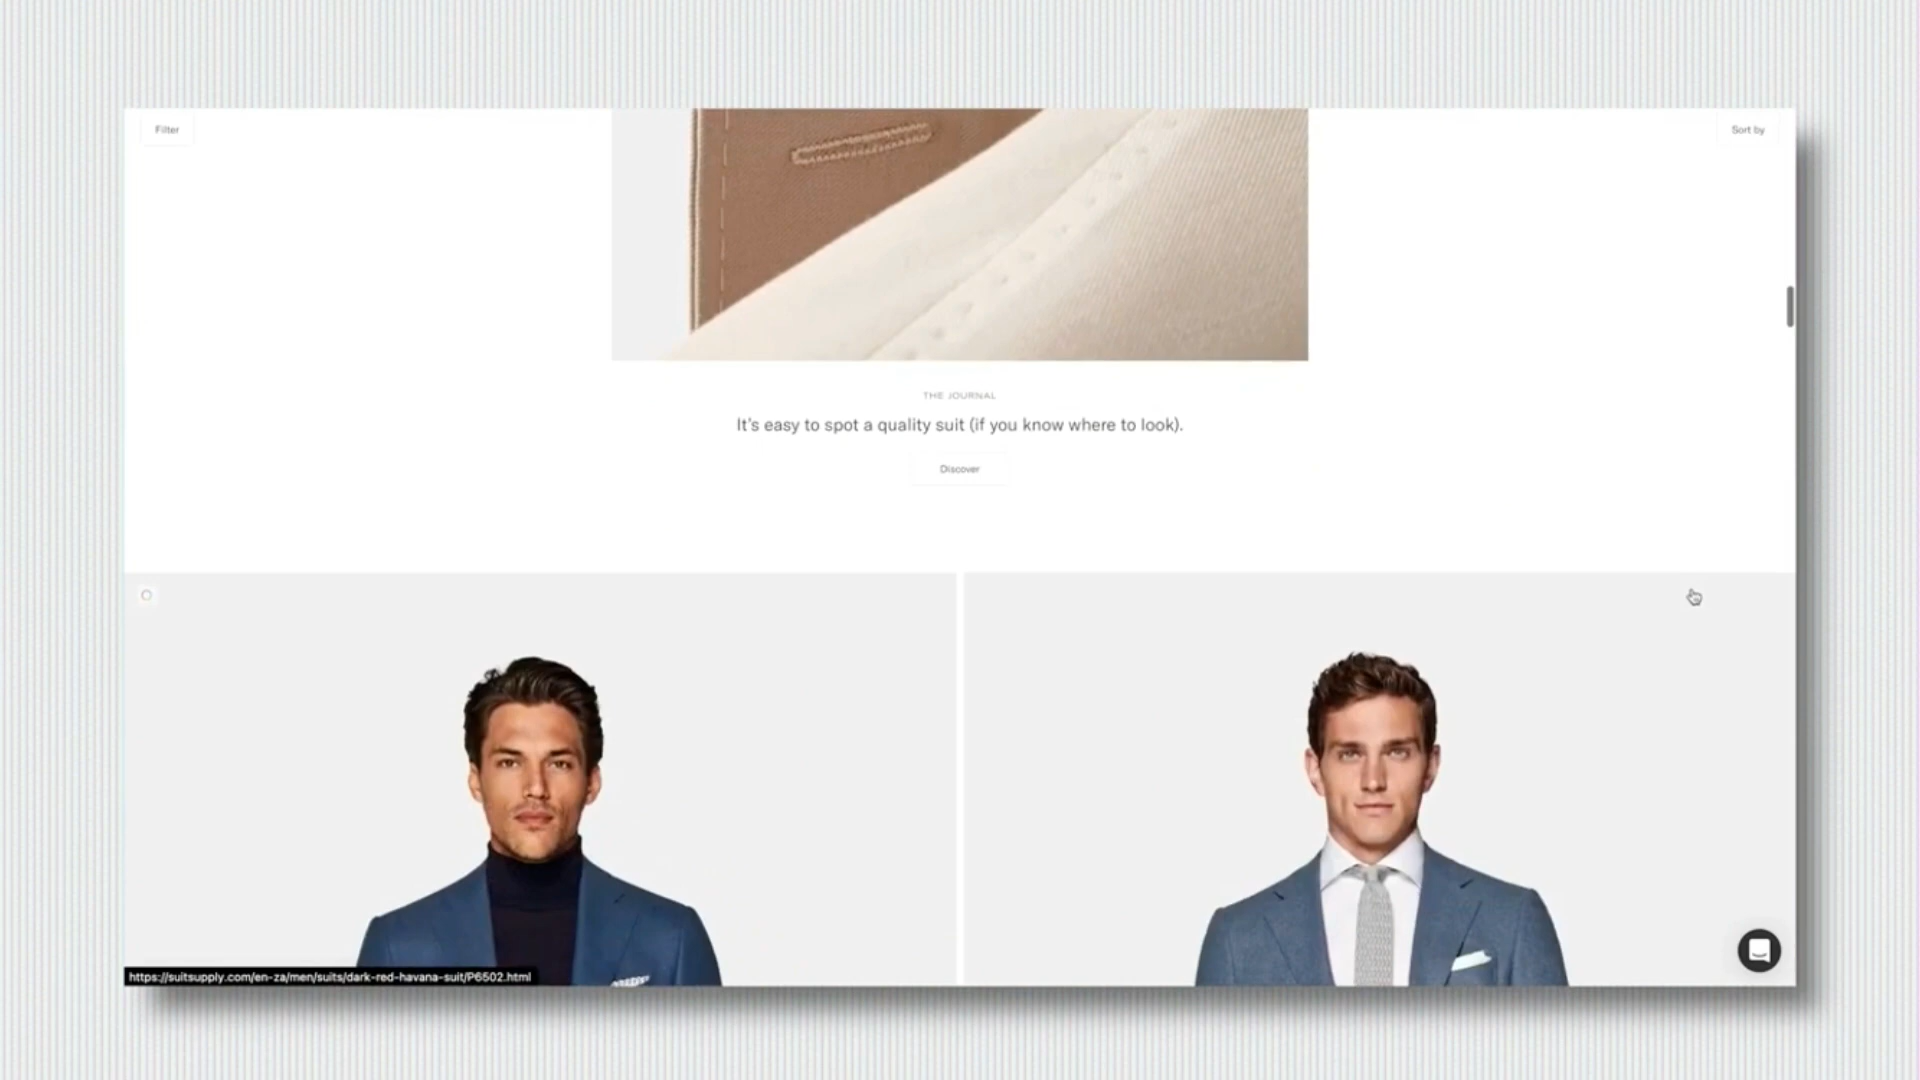 Filter
Sort by
THE JOURNAL
It's easy to spot a quality suit (if you know where to look).
Discover
https://suitsupply.com/en-za/men/suits/dark-red-havana-suit/P6502.html